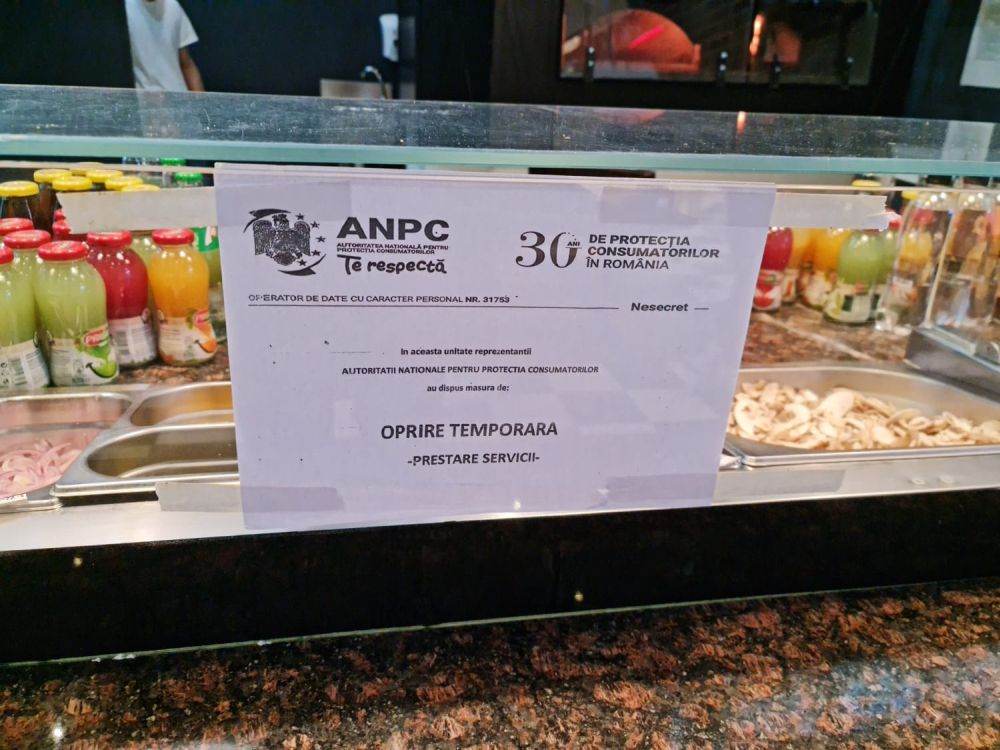 ANPC
AUTORITATEA NATIONALĂ PENTRU
PROTECTIA CONSUMATORILOR
Te respectă
30 ANI
DE PROTECȚIA
CONSUMATORILOR
ÎN ROMÂNIA
OPERATOR DE DATE CU CARACTER PERSONAL NR. 31753
Nesecret
In aceasta unitate reprezentantii
AUTORITATII NATIONALE PENTRU PROTECTIA CONSUMATORILOR
au dispus masura de:
OPRIRE TEMPORARA
-PRESTARE SERVICII-